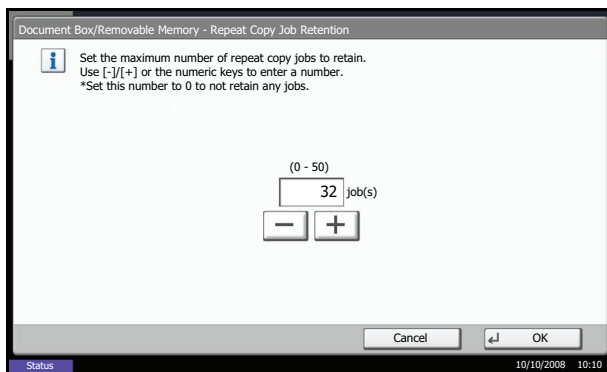 Document Box/Removable Memory - Repeat Copy Job Retention
Set the maximum number of repeat copy jobs to retain.
Use [-]/[+] or the numeric keys to enter a number.
*Set this number to 0 to not retain any jobs.
(0 - 50)
32 job(s)
Cancel
OK
Status
10/10/2008 10:10